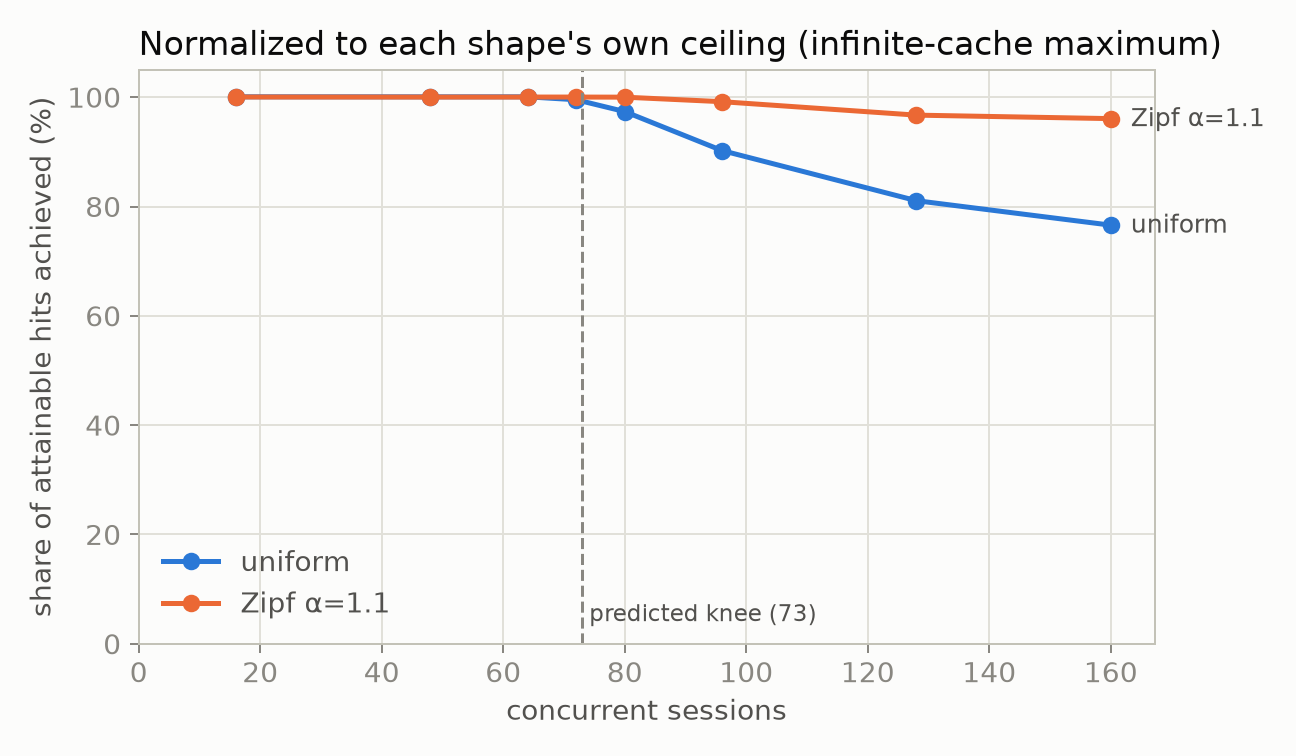 Normalized to each shape's own ceiling (infinite-cache maximum)
share of attainable hits achieved (%)
100
80
60
40
20
0
Zipf α=1.1
uniform
uniform
Zipf α=1.1
predicted knee (73)
0 20 40 60 80 100 120 140 160
concurrent sessions